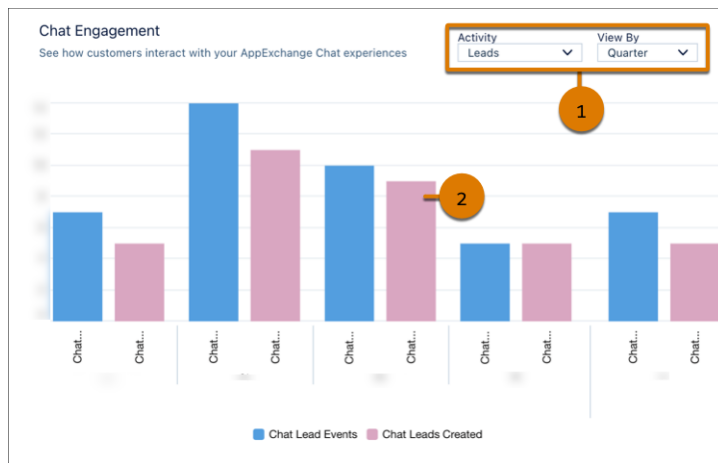 Chat Engagement
See how customers interact with your AppExchange Chat experiences
Activity
View By
Leads
Quarter
1
2
Chat...
Chat...
Chat...
Chat...
Chat...
Chat...
Chat...
Chat...
Chat...
Chat...
Chat Lead Events
Chat Leads Created